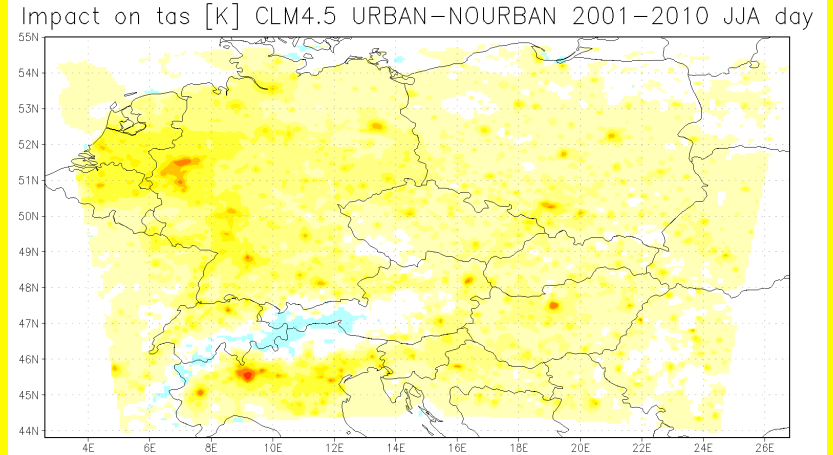 Impact on tas [K] CLM4.5 URBAN−NOURBAN 2001−2010 JJA day
55N
54N
53N
52N
51N
50N
49N
48N
47N
46N
45N
44N
4E 6E 8E 10E 12E 14E 16E 18E 20E 22E 24E 26E